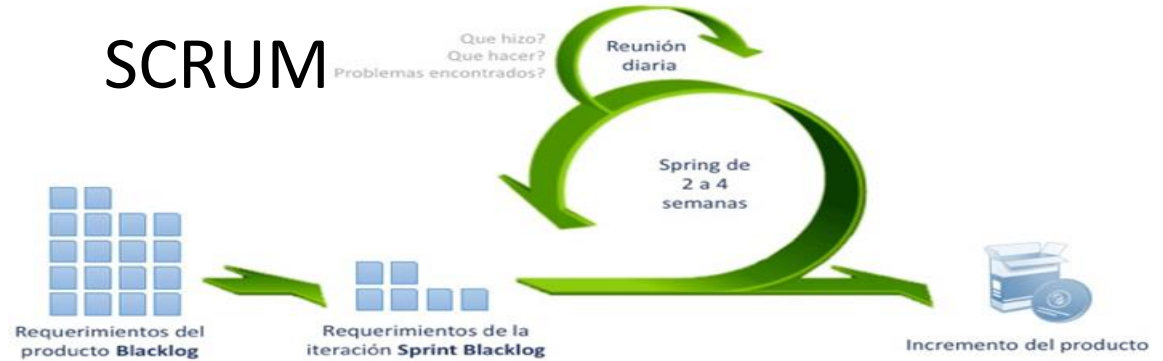 SCRUM
Que hizo?
Que hacer?
Problemas encontrados?
Reunión
diaria
Spring de
2 a 4
semanas
Requerimientos del
producto Blacklog
Requerimientos de la
iteración Sprint Blacklog
Incremento del producto